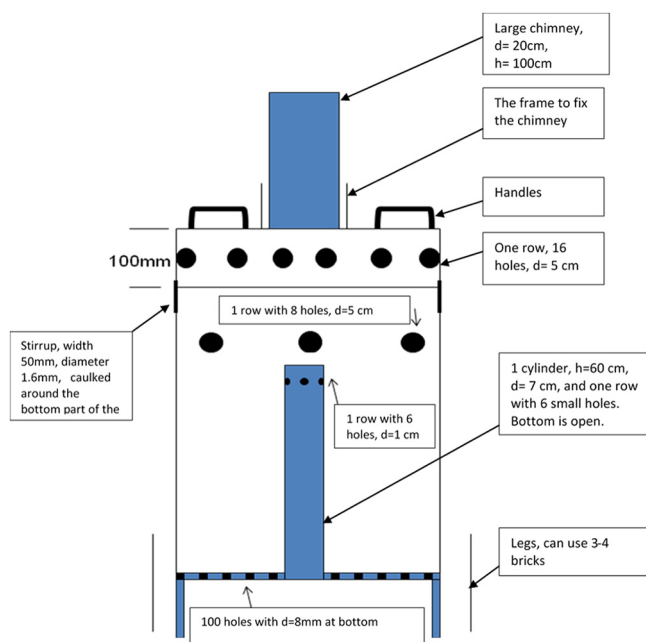 Large chimney,
d= 20cm,
h= 100cm
The frame to fix
the chimney
Handles
100mm
One row, 16
holes, d= 5 cm
1 row with 8 holes, d=5 cm
Stirrup, width
50mm, diameter
1.6mm, caulked
around the
bottom part of the
1 cylinder, h=60 cm,
d= 7 cm, and one row
with 6 small holes.
Bottom is open.
1 row with 6
holes, d=1 cm
Legs, can use 3-4
bricks
100 holes with d=8mm at bottom